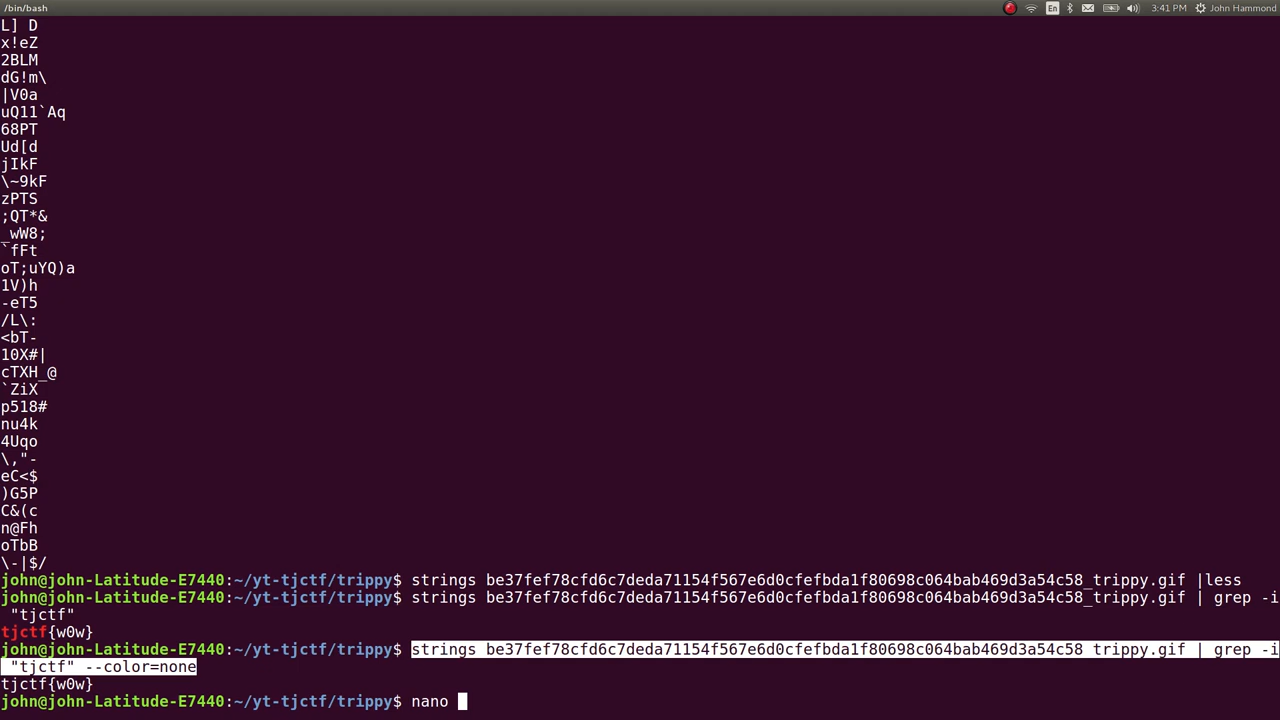 /bin/bash
En
3:41 PM
John Hammond
L] D
x!eZ
2BLM
dG!m\
|V0a
uQ11`Aq
68PT
Ud[d
jIkF
\~9kF
zPTS
;QT*&
_wW8;
`fFt
oT;uYQ)a
1V)h
-eT5
/L\:
<bT-
10X#|
cTXH_@
`ZiX
p518#
nu4k
4Uqo
\,"-
eC<$
)G5P
C&(c
n@Fh
oTbB
\-|$/
john@john-Latitude-E7440:~/yt-tjctf/trippy$ strings be37fef78cfd6c7deda71154f567e6d0cfefbda1f80698c064bab469d3a54c58_trippy.gif |less
john@john-Latitude-E7440:~/yt-tjctf/trippy$ strings be37fef78cfd6c7deda71154f567e6d0cfefbda1f80698c064bab469d3a54c58_trippy.gif | grep -i
"tjctf"
tjctf{w0w}
john@john-Latitude-E7440:~/yt-tjctf/trippy$ strings be37fef78cfd6c7deda71154f567e6d0cfefbda1f80698c064bab469d3a54c58_trippy.gif | grep -i
"tjctf" --color=none
tjctf{w0w}
john@john-Latitude-E7440:~/yt-tjctf/trippy$ nano